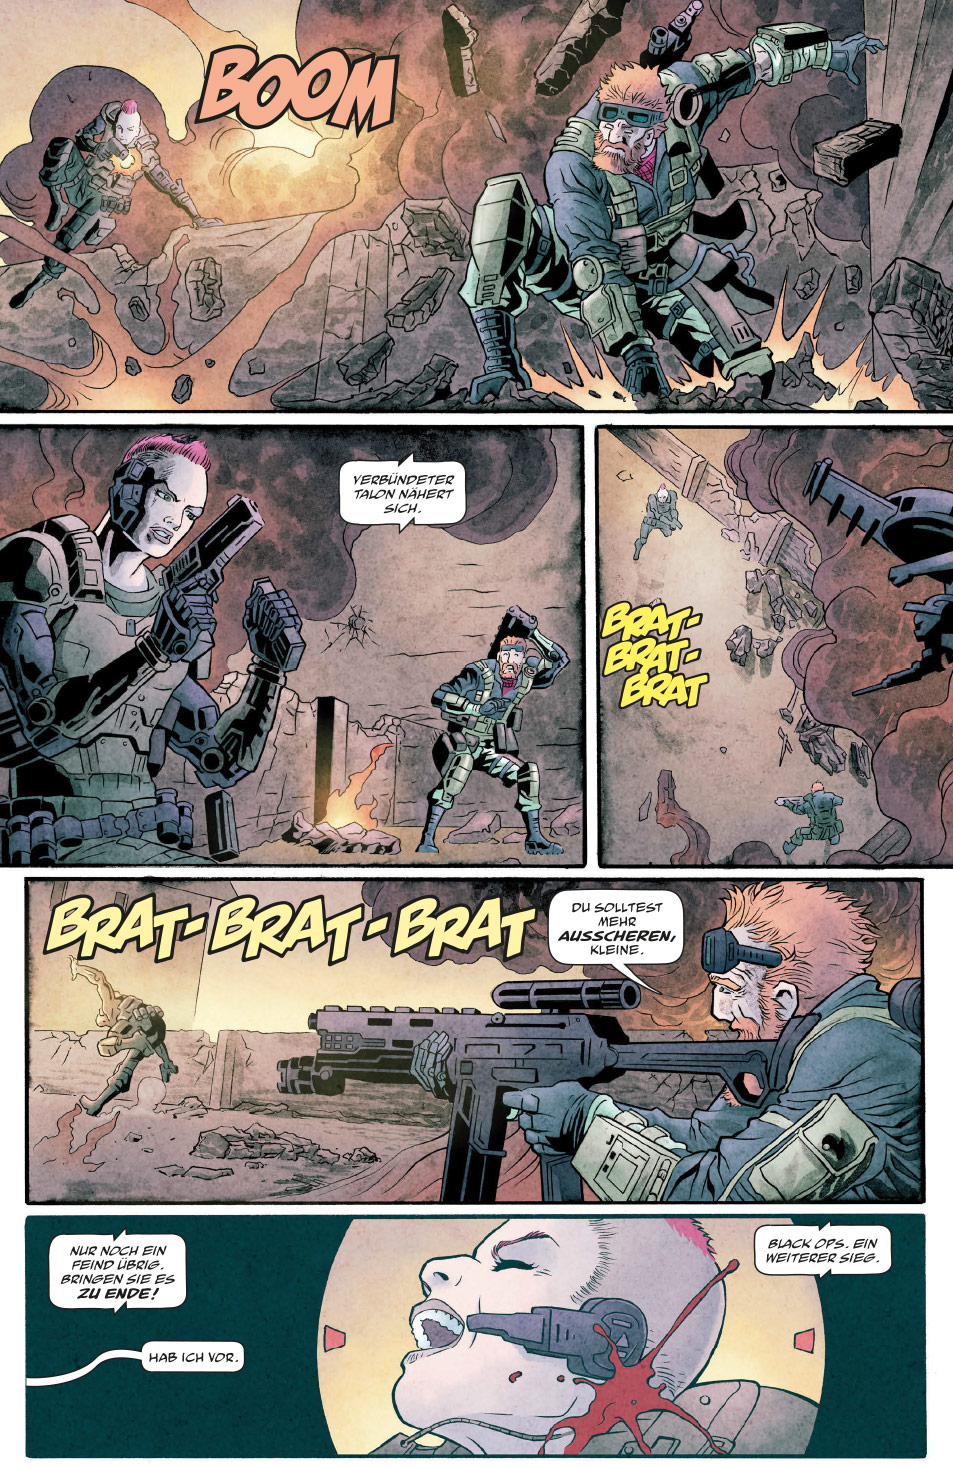 BOOM
VERBÜNDETER
TALON NÄHERT
SICH.
BRAT-
BRAT-
BRAT
BRAT-BRAT-BRAT
DU SOLLTEST
MEHR
AUSSCHEREN,
KLEINE.
NUR NOCH EIN
FEIND ÜBRIG.
BRINGEN SIE ES
ZU ENDE!
BLACK OPS. EIN
WEITERER SIEG.
HAB ICH VOR.